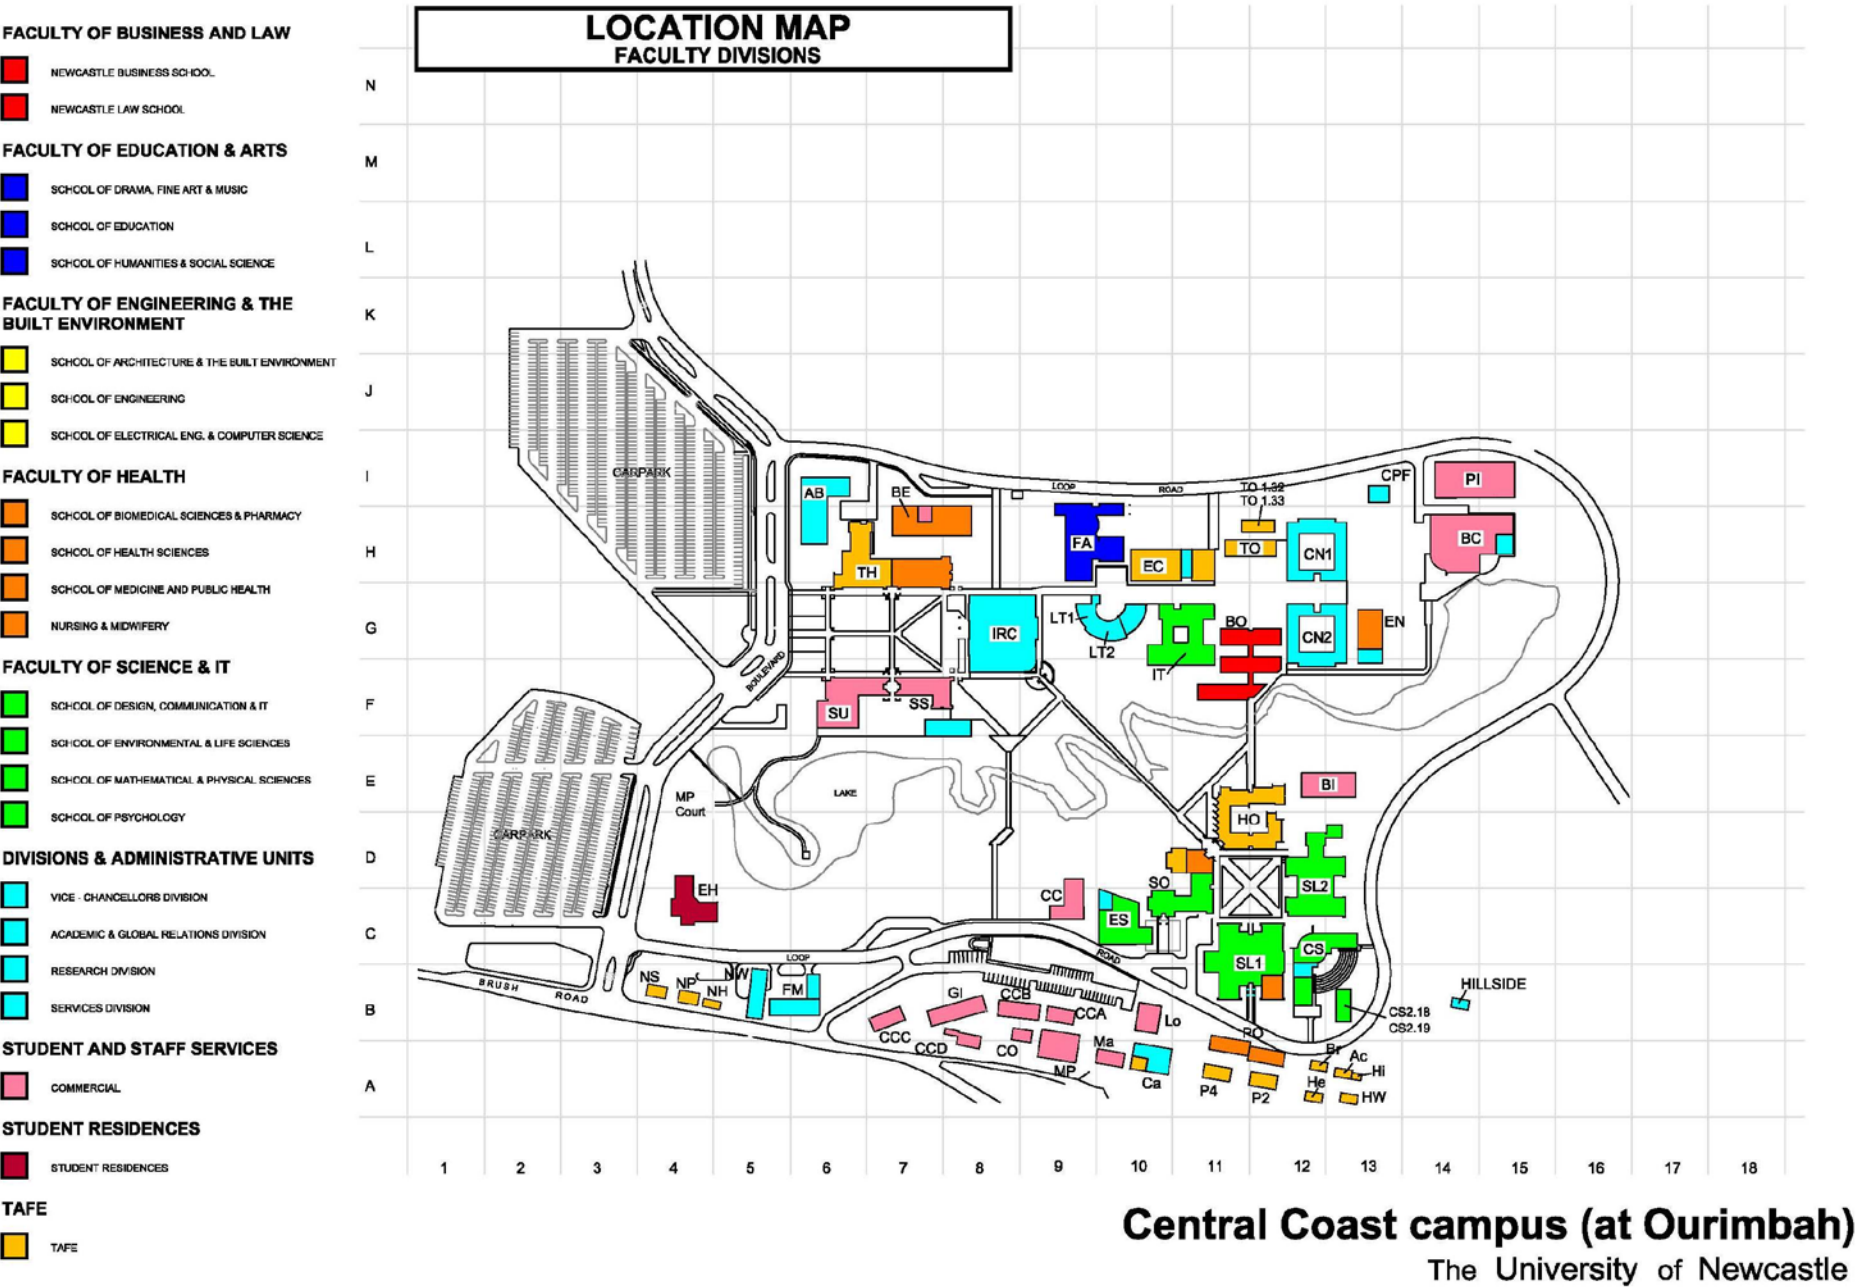 LOCATION MAP
FACULTY DIVISIONS
FACULTY OF BUSINESS AND LAW
NEWCASTLE BUSINESS SCHOOL
NEWCASTLE LAW SCHOOL
FACULTY OF EDUCATION & ARTS
SCHOOL OF DRAMA, FINE ART & MUSIC
SCHOOL OF EDUCATION
SCHOOL OF HUMANITIES & SOCIAL SCIENCE
FACULTY OF ENGINEERING & THE
BUILT ENVIRONMENT
SCHOOL OF ARCHITECTURE & THE BUILT ENVIRONMENT
SCHOOL OF ENGINEERING
SCHOOL OF ELECTRICAL ENG. & COMPUTER SCIENCE
FACULTY OF HEALTH
SCHOOL OF BIOMEDICAL SCIENCES & PHARMACY
SCHOOL OF HEALTH SCIENCES
SCHOOL OF MEDICINE AND PUBLIC HEALTH
NURSING & MIDWIFERY
FACULTY OF SCIENCE & IT
SCHOOL OF DESIGN, COMMUNICATION & IT
SCHOOL OF ENVIRONMENTAL & LIFE SCIENCES
SCHOOL OF MATHEMATICAL & PHYSICAL SCIENCES
SCHOOL OF PSYCHOLOGY
DIVISIONS & ADMINISTRATIVE UNITS
VICE - CHANCELLORS DIVISION
ACADEMIC & GLOBAL RELATIONS DIVISION
RESEARCH DIVISION
SERVICES DIVISION
STUDENT AND STAFF SERVICES
COMMERCIAL
STUDENT RESIDENCES
STUDENT RESIDENCES
TAFE
TAFE
N
M
L
K
J
I
H
G
F
E
D
C
B
A
CARPARK
AB
BE
LOOP
ROAD
TO 1.32
TO 1.33
CPF
PI
FA
TH
EC
TO
CN1
BC
IRC
LT1
LT2
IT
BO
CN2
EN
BOULEVARD
SU
SS
MP
Court
LAKE
BI
HO
CARPARK
EH
CC
SO
ES
SL2
SL1
CS
LOOP
ROAD
BRUSH
ROAD
NS
NP
NH
NW
FM
GI
CCB
CCA
Lo
CCC
CCD
CO
MP
Ma
Ca
PO
P4
P2
Br
Ac
Hi
He
HW
HILLSIDE
CS2.18
CS2.19
1 2 3 4 5 6 7 8 9 10 11 12 13 14 15 16 17 18
Central Coast campus (at Ourimbah)
The University of Newcastle